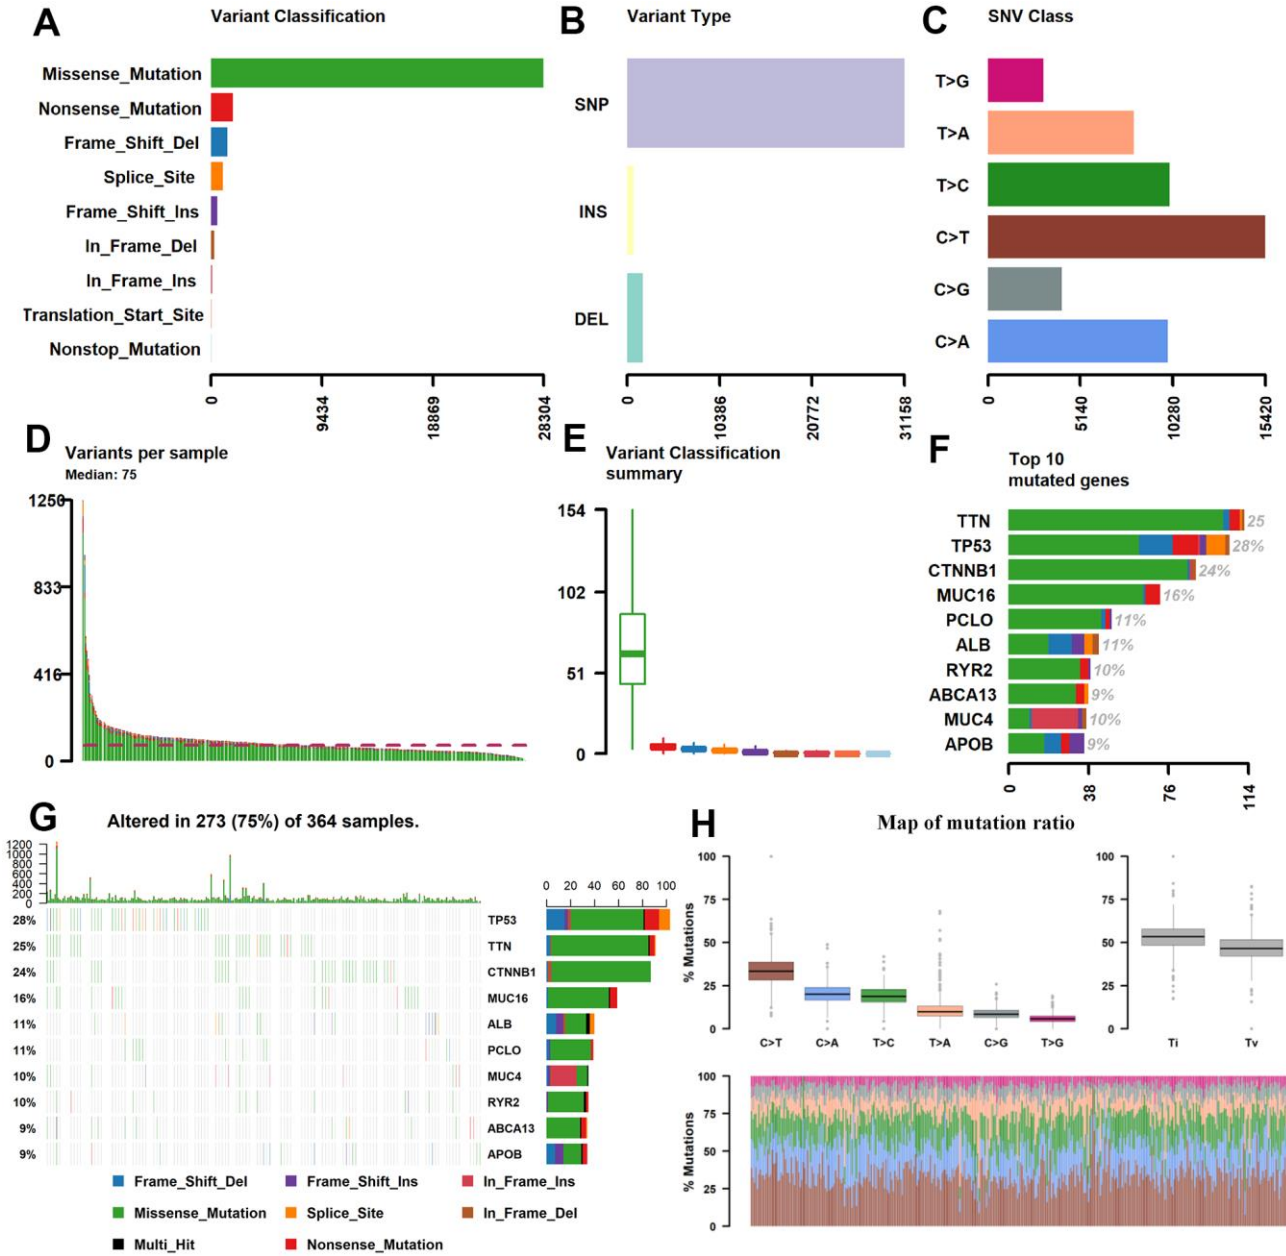 A
Variant Classification
Missense_Mutation
Nonsense_Mutation
Frame_Shift_Del
Splice_Site
Frame_Shift_Ins
In_Frame_Del
In_Frame_Ins
Translation_Start_Site
Nonstop_Mutation
0
9434
18869
28304
B
Variant Type
SNP
INS
DEL
0
10386
20772
31158
C
SNV Class
T>G
T>A
T>C
C>T
C>G
C>A
0
5140
10280
15420
D
Variants per sample
Median: 75
1250
833
416
0
E
Variant Classification
summary
154
102
51
0
F
Top 10
mutated genes
TTN 25
TP53 28%
CTNNB1 24%
MUC16 16%
PCLO 11%
ALB 11%
RYR2 10%
ABCA13 9%
MUC4 10%
APOB 9%
0
38
76
114
G
Altered in 273 (75%) of 364 samples.
1200
1000
800
600
400
200
0
0 20 40 60 80 100
28% TP53
25% TTN
24% CTNNB1
16% MUC16
11% ALB
11% PCLO
10% MUC4
10% RYR2
9% ABCA13
9% APOB
Frame_Shift_Del Frame_Shift_Ins In_Frame_Ins
Missense_Mutation Splice_Site In_Frame_Del
Multi_Hit Nonsense_Mutation
H
Map of mutation ratio
% Mutations
100
75
50
25
0
C>T C>A T>C T>A C>G T>G
100
75
50
25
0
Ti Tv
% Mutations
100
75
50
25
0